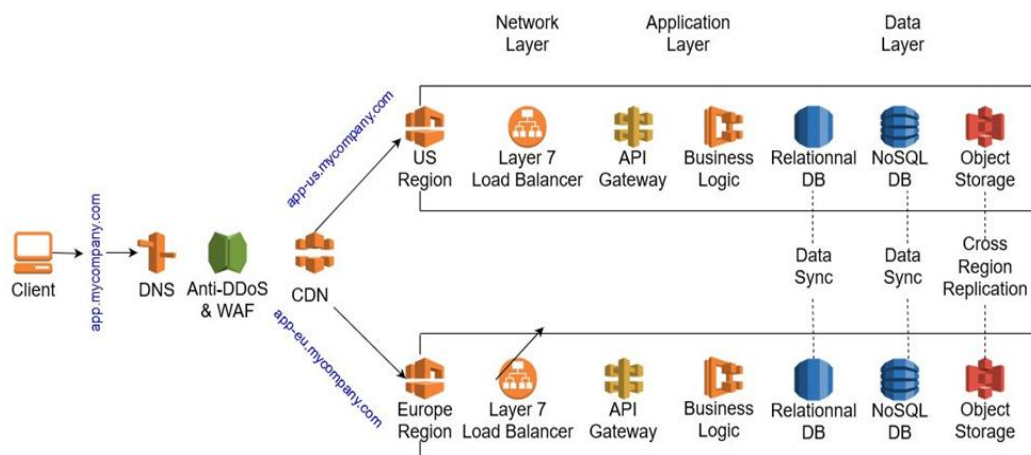 Network
Layer
Application
Layer
Data
Layer
app-us.mycompany.com
US
Region
Layer 7
Load Balancer
API
Gateway
Business
Logic
Relationnal
DB
NoSQL
DB
Object
Storage
app.mycompany.com
Client
DNS
Anti-DDoS
& WAF
CDN
Data
Sync
Data
Sync
Cross
Region
Replication
app-eu.mycompany.com
Europe
Region
Layer 7
Load Balancer
API
Gateway
Business
Logic
Relationnal
DB
NoSQL
DB
Object
Storage